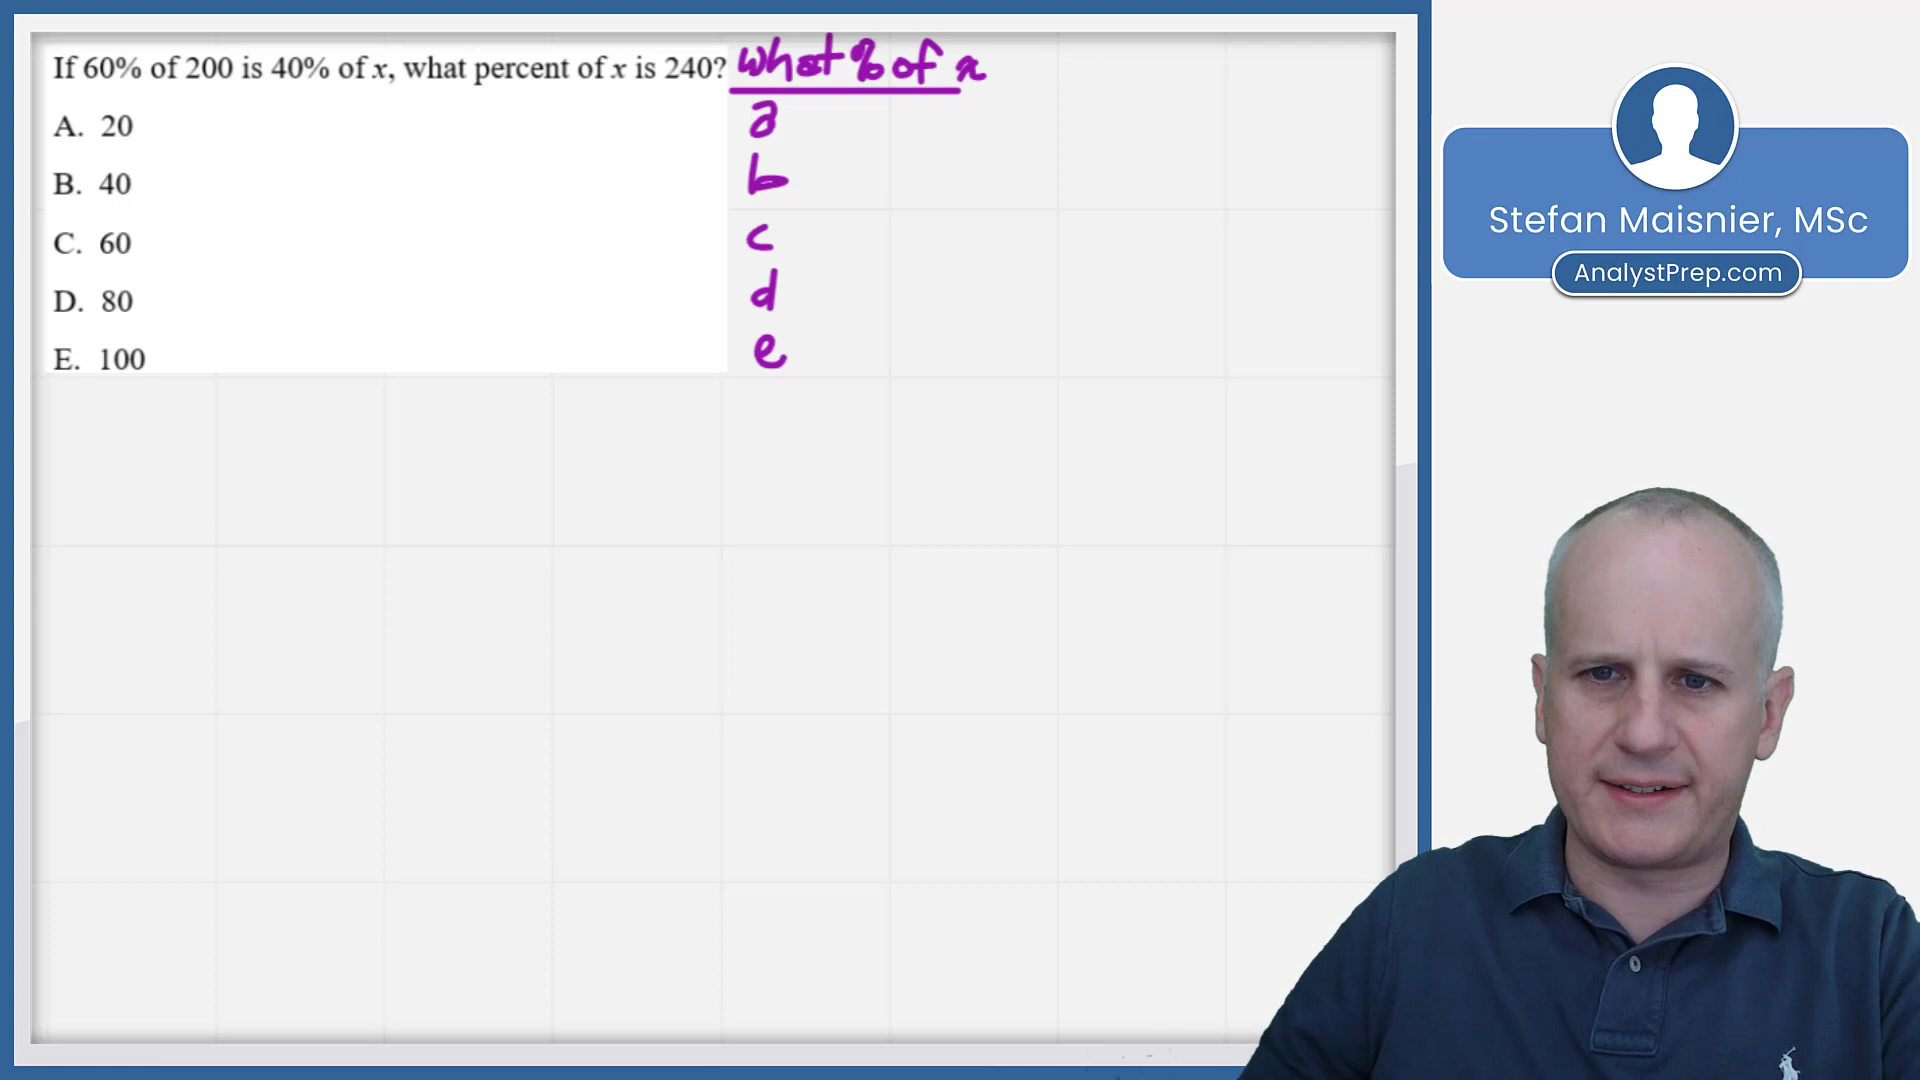 If 60% of 200 is 40% of x, what percent of x is 240? What % of x
A. 20 a
B. 40 b
C. 60 c
D. 80 d
E. 100 e
Stefan Maisnier, MSc
AnalystPrep.com